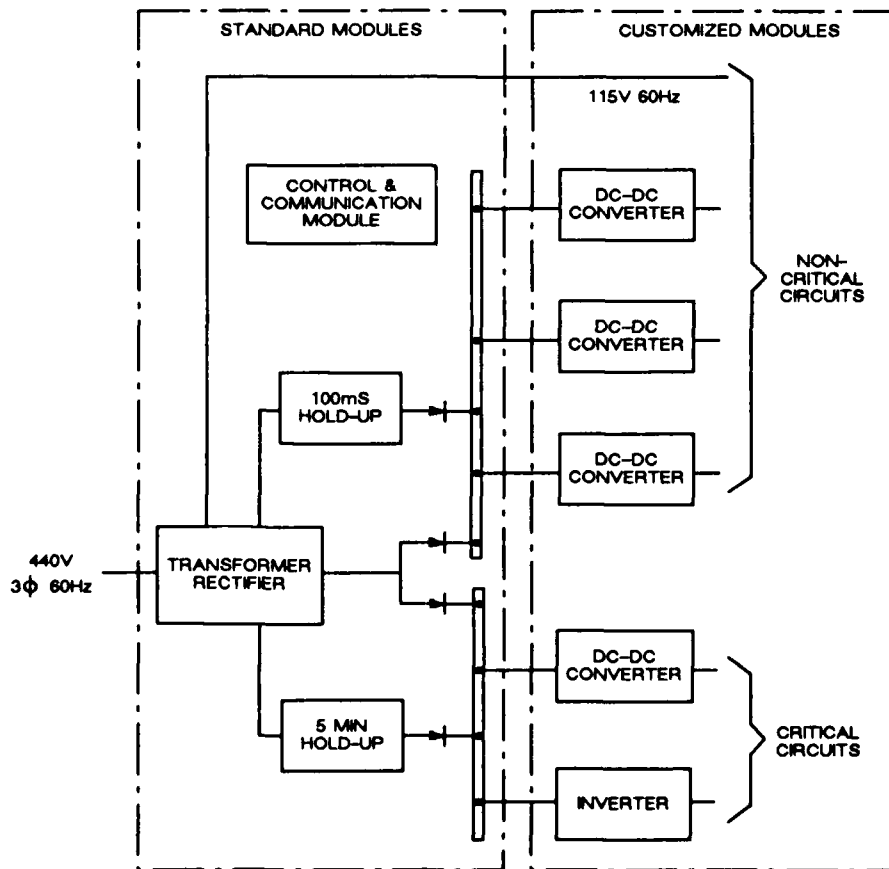 STANDARD MODULES
CUSTOMIZED MODULES
115V 60Hz
CONTROL &
COMMUNICATION
MODULE
DC-DC
CONVERTER
NON-
CRITICAL
CIRCUITS
DC-DC
CONVERTER
100mS
HOLD-UP
DC-DC
CONVERTER
440V
3ϕ 60Hz
TRANSFORMER
RECTIFIER
DC-DC
CONVERTER
5 MIN
HOLD-UP
CRITICAL
CIRCUITS
INVERTER